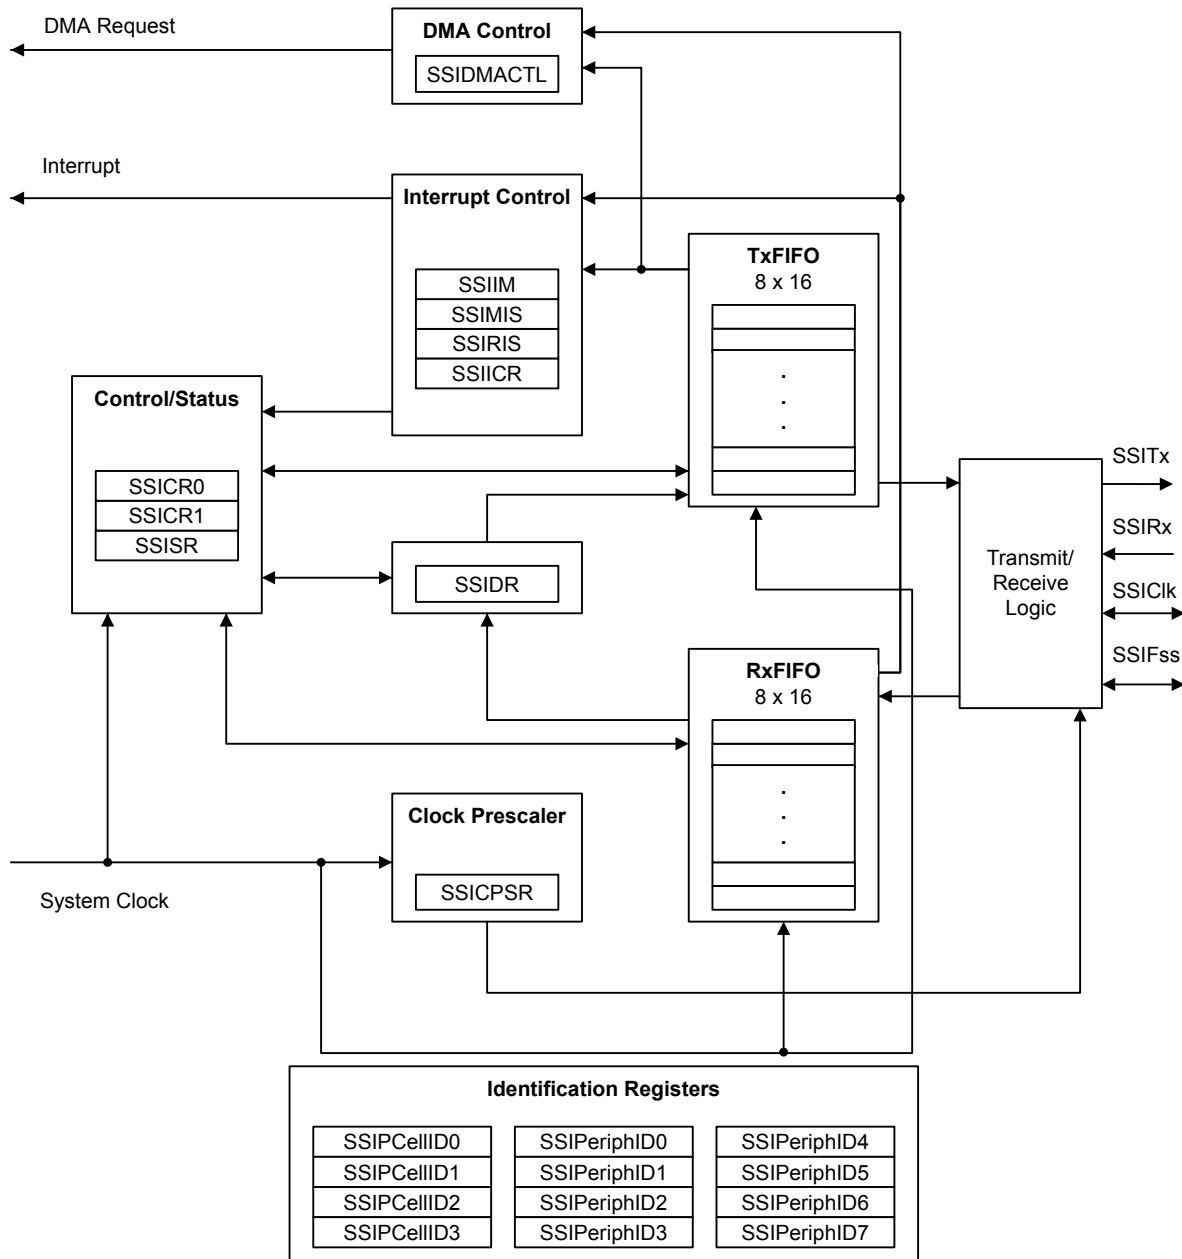 DMA Request
DMA Control
SSIDMACTL
Interrupt
Interrupt Control
SSIIM
SSIMIS
SSIRIS
SSIICR
TxFIFO
8 x 16
.
.
.
Control/Status
SSICR0
SSICR1
SSISR
SSIDR
Transmit/
Receive
Logic
SSITx
SSIRx
SSIClk
SSIFss
RxFIFO
8 x 16
.
.
.
Clock Prescaler
SSICPSR
System Clock
Identification Registers
SSIPCellID0
SSIPCellID1
SSIPCellID2
SSIPCellID3
SSIPeriphID0
SSIPeriphID1
SSIPeriphID2
SSIPeriphID3
SSIPeriphID4
SSIPeriphID5
SSIPeriphID6
SSIPeriphID7